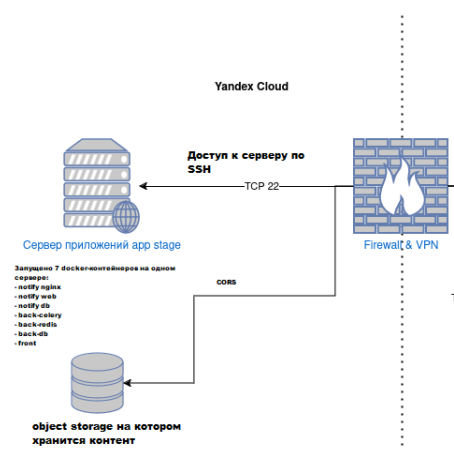 Yandex Cloud
Доступ к серверу по
SSH
TCP 22
Сервер приложений app stage
Firewall & VPN
Запущено 7 docker-контейнеров на одном
сервере:
- notify nginx
- notify web
- notify db
- back-celery
- back-redis
- back-db
- front
CORS
object storage на котором
хранится контент